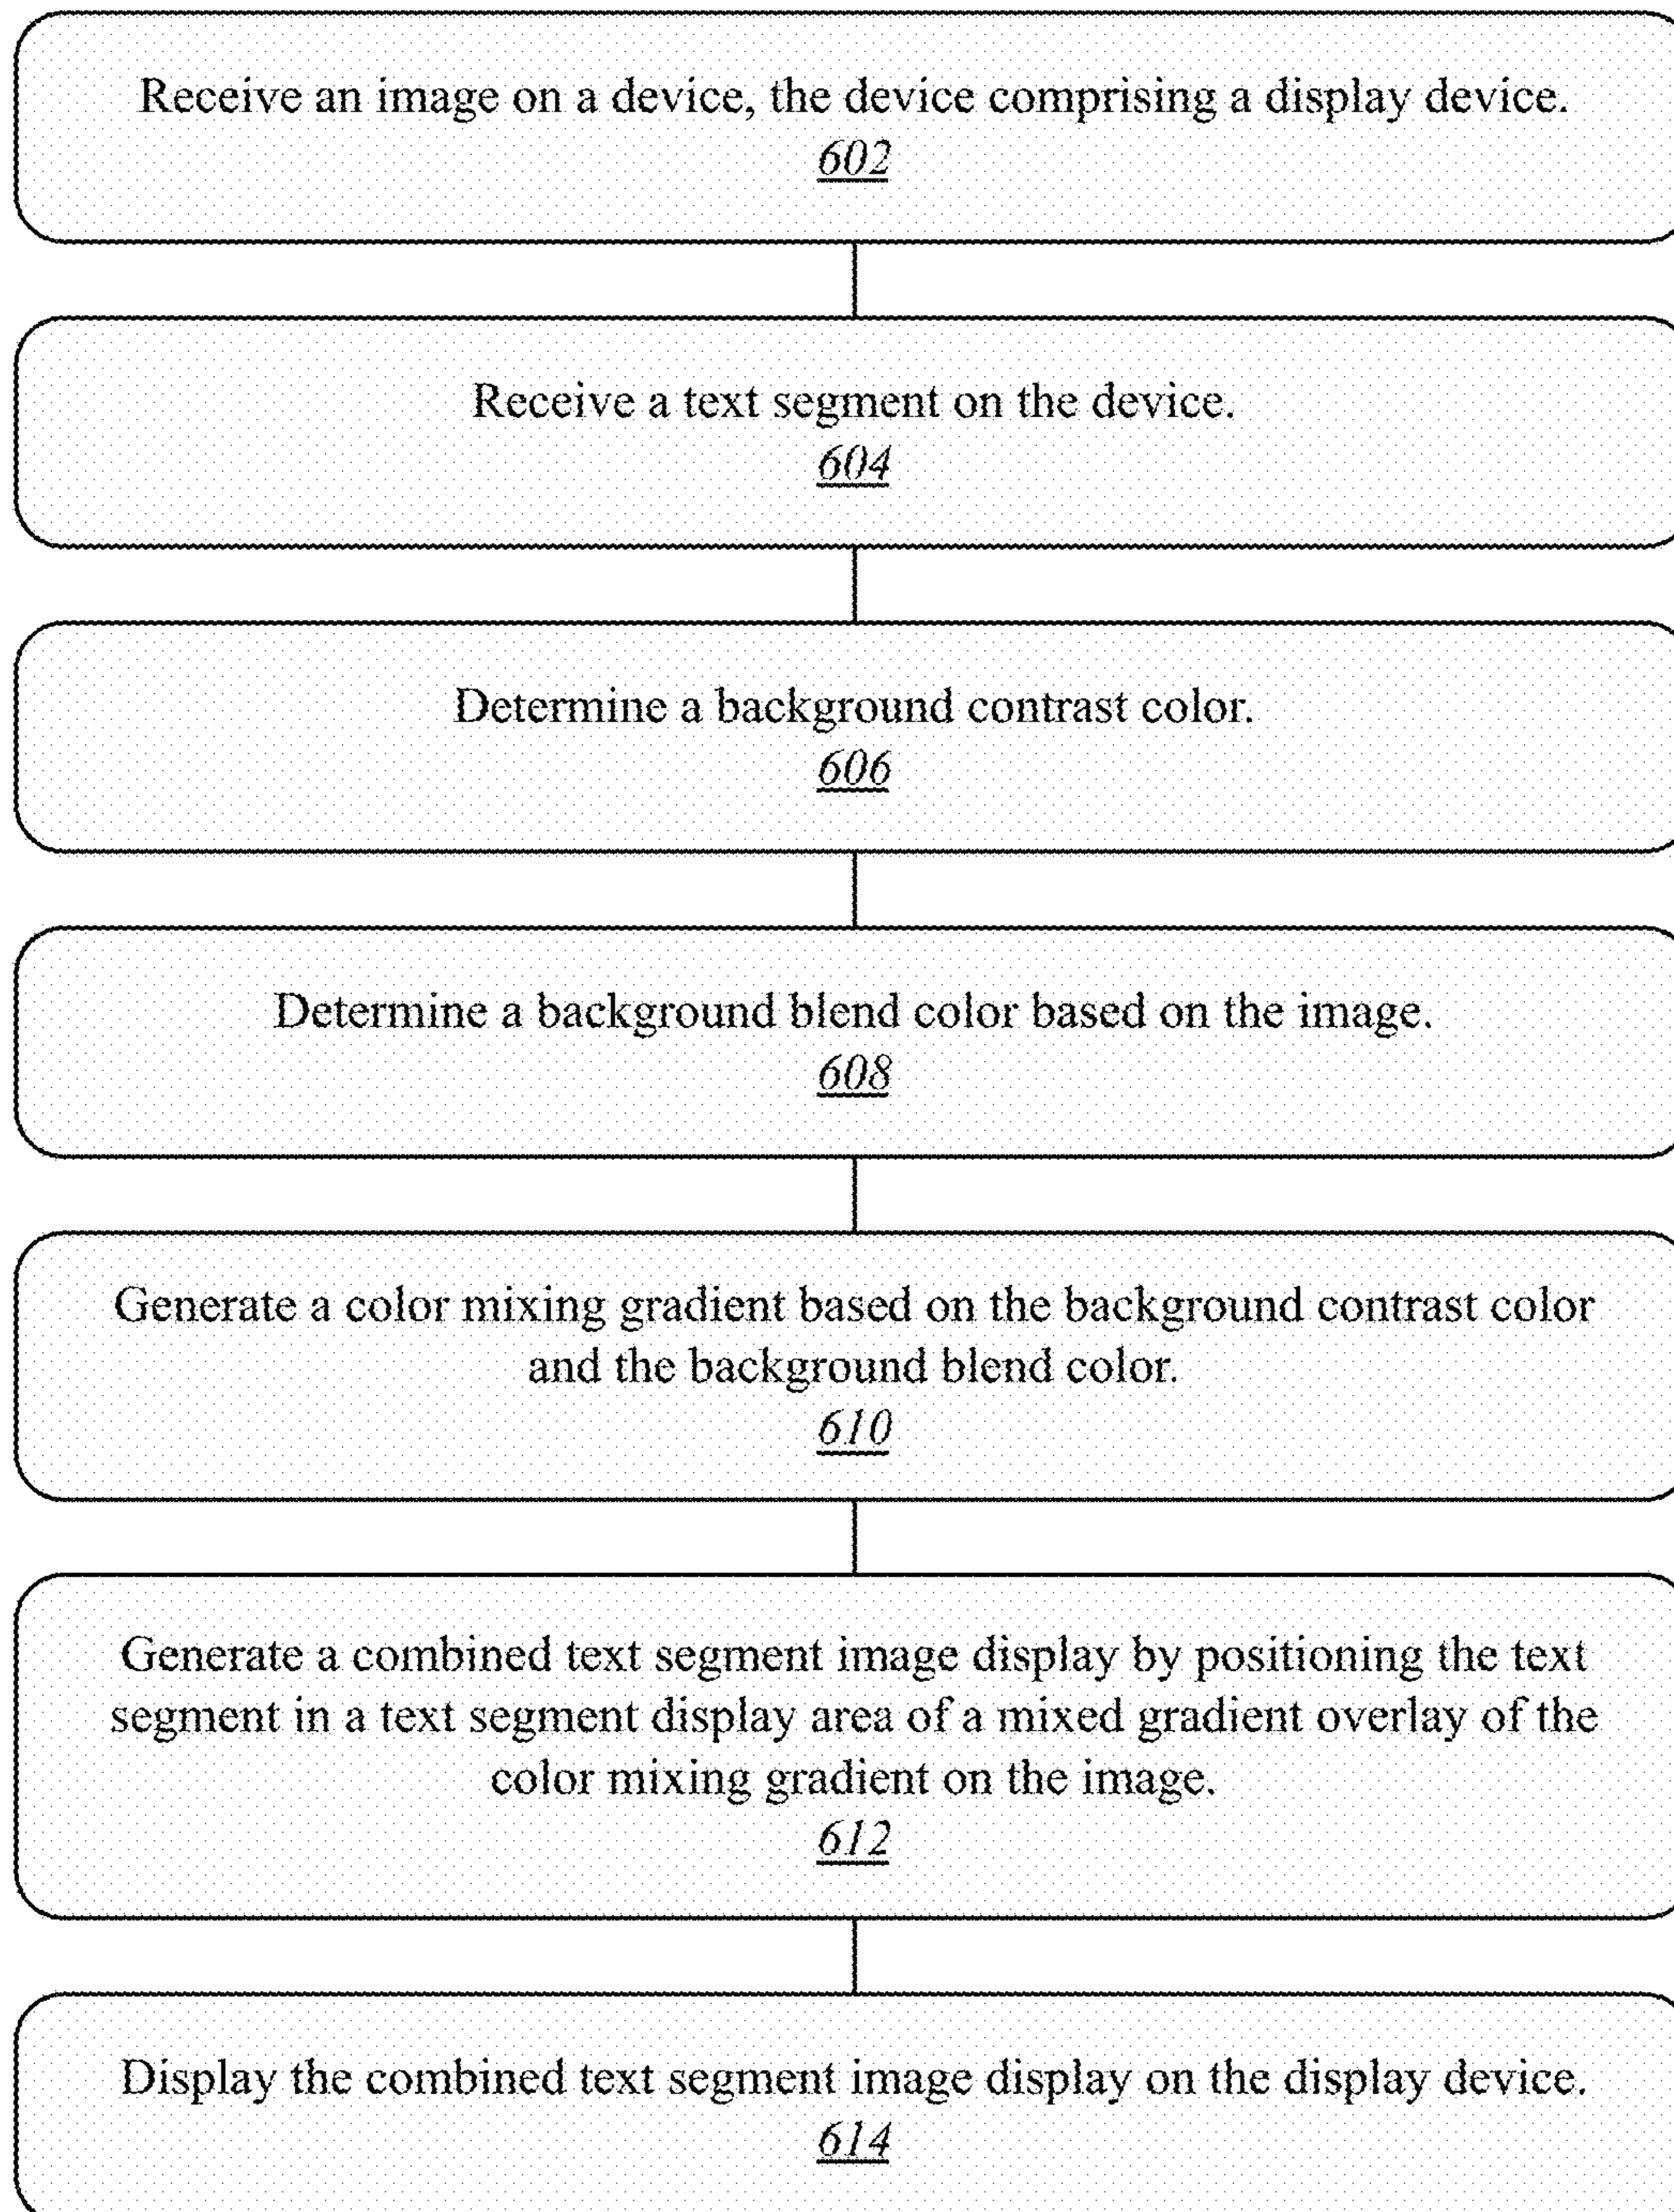 Receive an image on a device, the device comprising a display device.
602
Receive a text segment on the device.
604
Determine a background contrast color.
606
Determine a background blend color based on the image.
608
Generate a color mixing gradient based on the background contrast color
and the background blend color.
610
Generate a combined text segment image display by positioning the text
segment in a text segment display area of a mixed gradient overlay of the
color mixing gradient on the image.
612
Display the combined text segment image display on the display device.
614